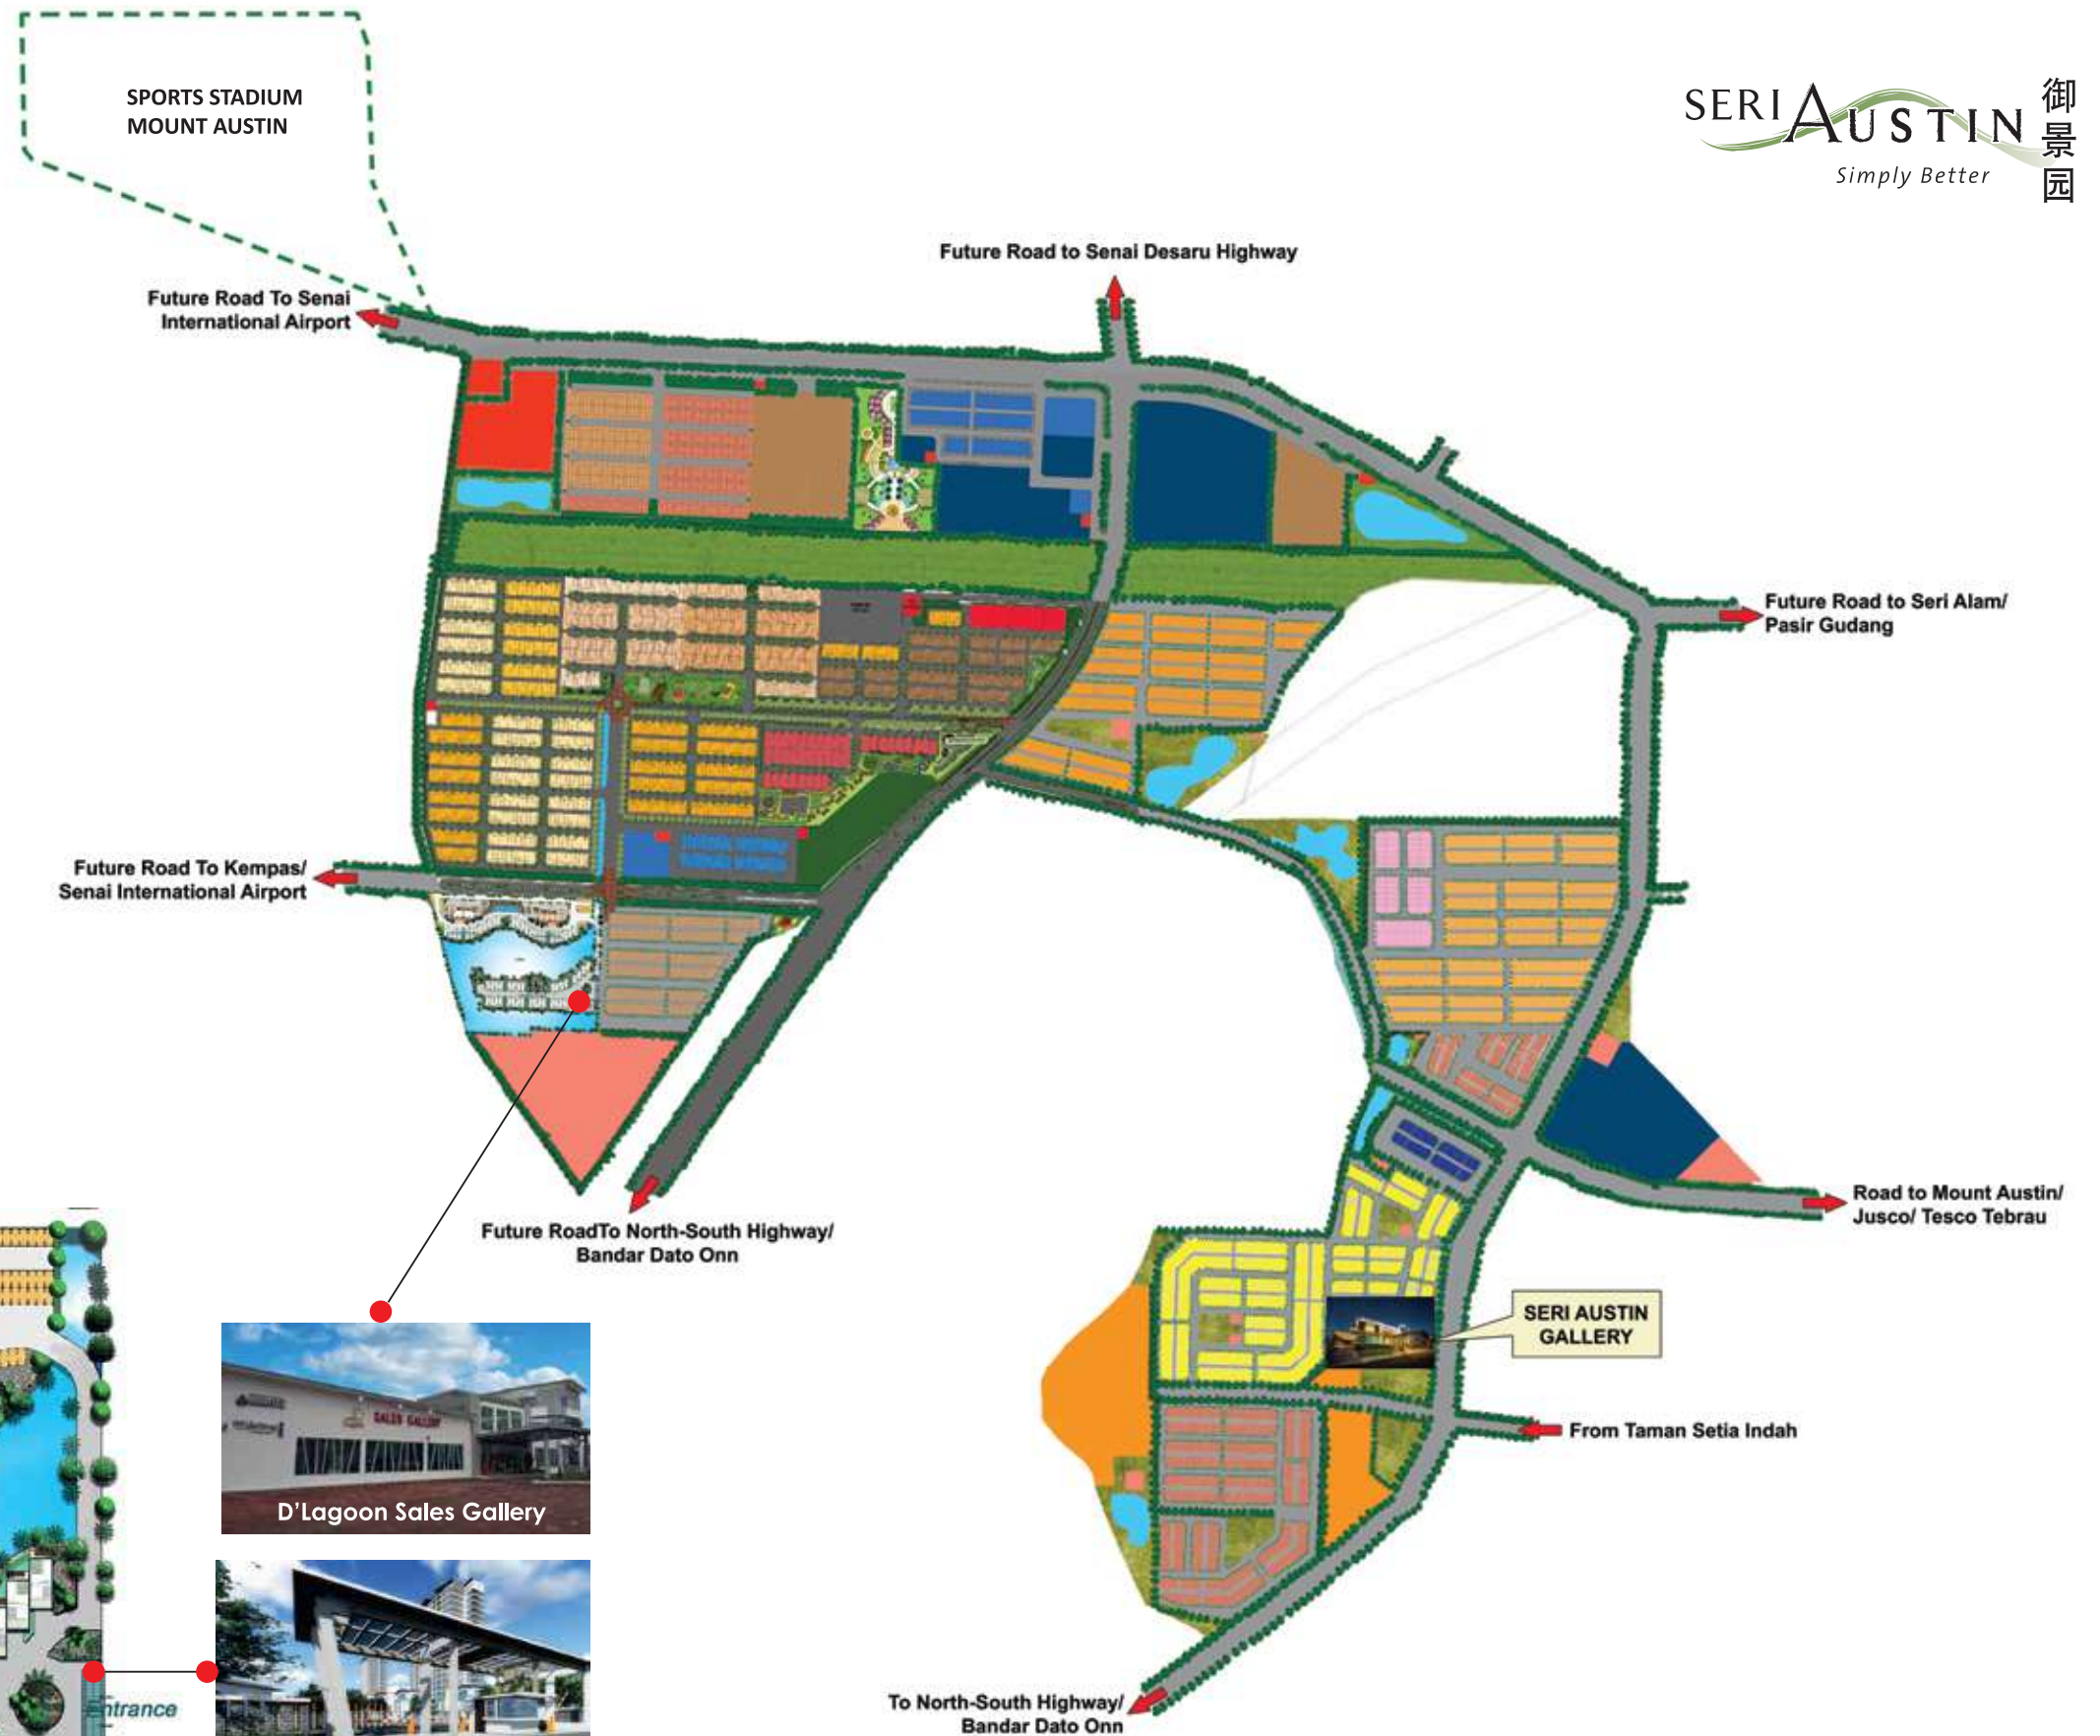 SPORTS STADIUM
MOUNT AUSTIN
SERI AUSTIN
御景园
Simply Better
Future Road to Senai Desaru Highway
Future Road To Senai
International Airport
Future Road to Seri Alam/
Pasir Gudang
Future Road To Kempas/
Senai International Airport
Road to Mount Austin/
Jusco/ Tesco Tebrau
Future RoadTo North-South Highway/
Bandar Dato Onn
SERI AUSTIN
GALLERY
From Taman Setia Indah
SALES GALLERY
D'Lagoon Sales Gallery
Entrance
To North-South Highway/
Bandar Dato Onn